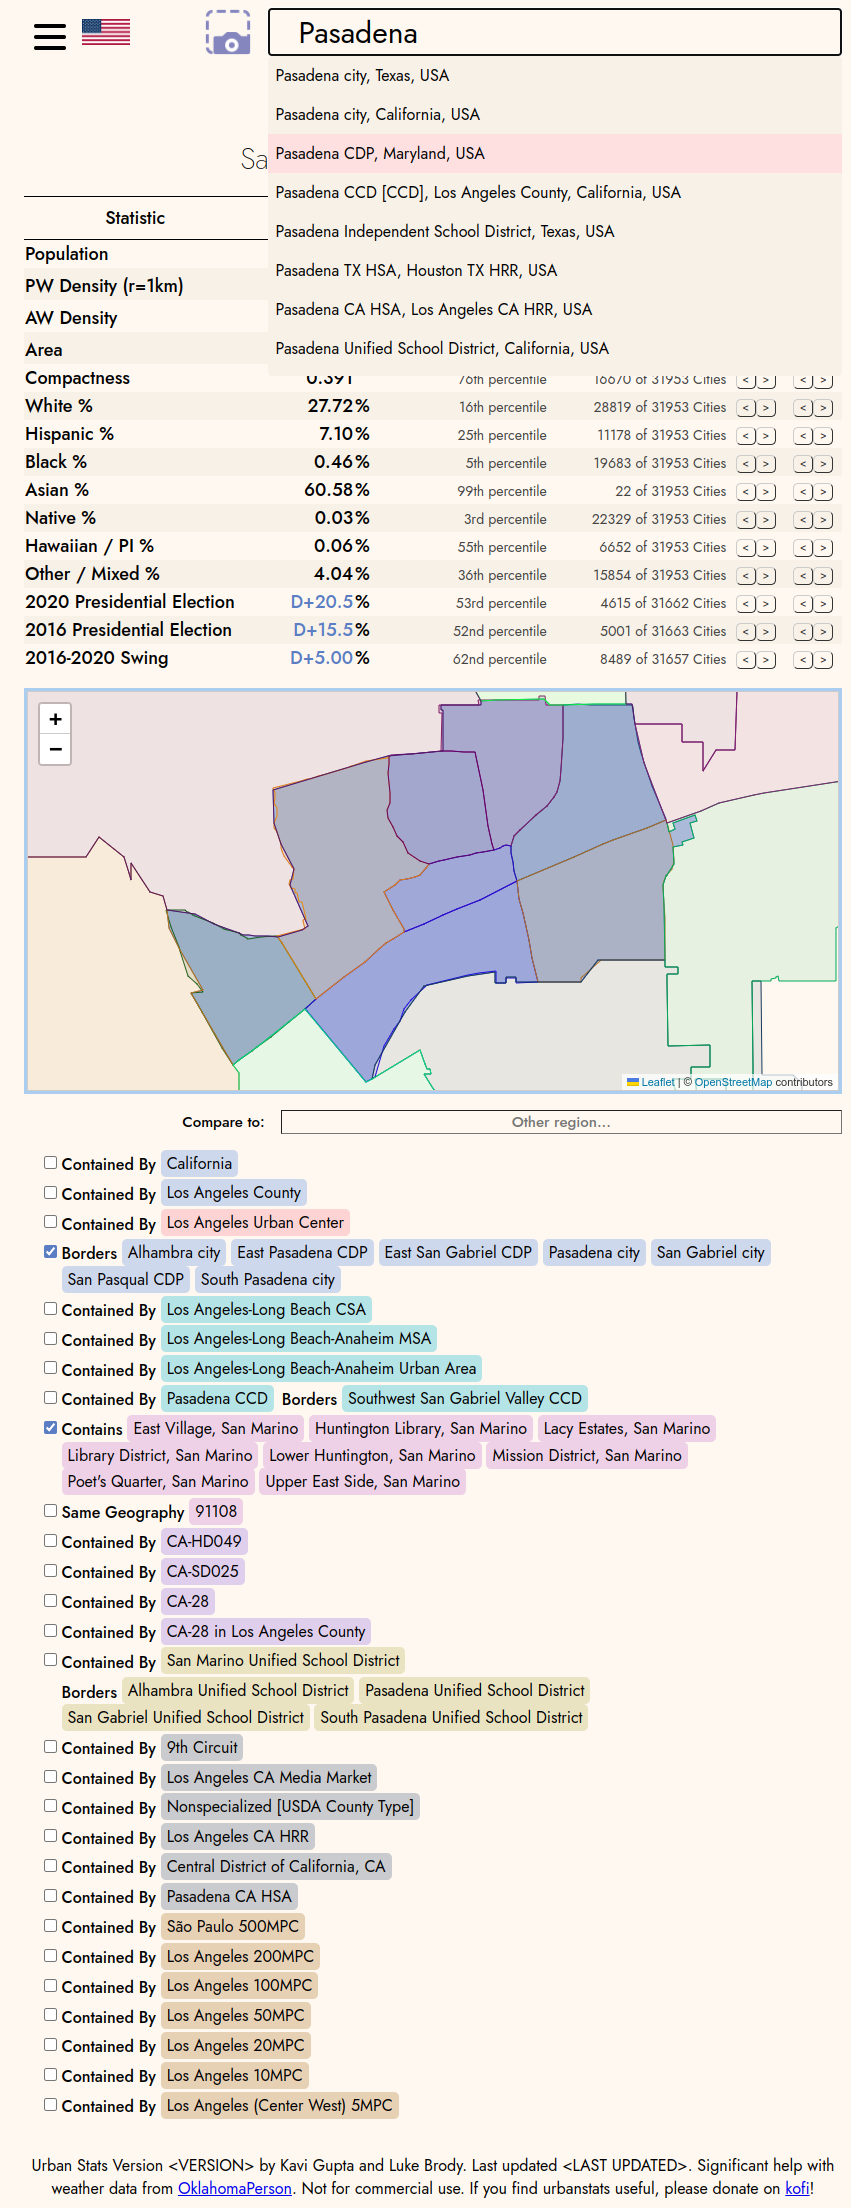 Pasadena
Pasadena city, Texas, USA
Pasadena city, California, USA
Pasadena CDP, Maryland, USA
Pasadena CCD [CCD], Los Angeles County, California, USA
Pasadena Independent School District, Texas, USA
Pasadena TX HSA, Houston TX HRR, USA
Pasadena CA HSA, Los Angeles CA HRR, USA
Pasadena Unified School District, California, USA
Sa
Statistic
Population
PW Density (r=1km)
AW Density
Area
Compactness 0.391 76th percentile 16670 of 31953 Cities < > < >
White % 27.72% 16th percentile 28819 of 31953 Cities < > < >
Hispanic % 7.10% 25th percentile 11178 of 31953 Cities < > < >
Black % 0.46% 5th percentile 19683 of 31953 Cities < > < >
Asian % 60.58% 99th percentile 22 of 31953 Cities < > < >
Native % 0.03% 3rd percentile 22329 of 31953 Cities < > < >
Hawaiian / PI % 0.06% 55th percentile 6652 of 31953 Cities < > < >
Other / Mixed % 4.04% 36th percentile 15854 of 31953 Cities < > < >
2020 Presidential Election D+20.5% 53rd percentile 4615 of 31662 Cities < > < >
2016 Presidential Election D+15.5% 52nd percentile 5001 of 31663 Cities < > < >
2016-2020 Swing D+5.00% 62nd percentile 8489 of 31657 Cities < > < >
+
−
Leaflet | © OpenStreetMap contributors
Compare to: Other region...
Contained By California
Contained By Los Angeles County
Contained By Los Angeles Urban Center
Borders Alhambra city East Pasadena CDP East San Gabriel CDP Pasadena city San Gabriel city
San Pasqual CDP South Pasadena city
Contained By Los Angeles-Long Beach CSA
Contained By Los Angeles-Long Beach-Anaheim MSA
Contained By Los Angeles-Long Beach-Anaheim Urban Area
Contained By Pasadena CCD Borders Southwest San Gabriel Valley CCD
Contains East Village, San Marino Huntington Library, San Marino Lacy Estates, San Marino
Library District, San Marino Lower Huntington, San Marino Mission District, San Marino
Poet's Quarter, San Marino Upper East Side, San Marino
Same Geography 91108
Contained By CA-HD049
Contained By CA-SD025
Contained By CA-28
Contained By CA-28 in Los Angeles County
Contained By San Marino Unified School District
Borders Alhambra Unified School District Pasadena Unified School District
San Gabriel Unified School District South Pasadena Unified School District
Contained By 9th Circuit
Contained By Los Angeles CA Media Market
Contained By Nonspecialized [USDA County Type]
Contained By Los Angeles CA HRR
Contained By Central District of California, CA
Contained By Pasadena CA HSA
Contained By São Paulo 500MPC
Contained By Los Angeles 200MPC
Contained By Los Angeles 100MPC
Contained By Los Angeles 50MPC
Contained By Los Angeles 20MPC
Contained By Los Angeles 10MPC
Contained By Los Angeles (Center West) 5MPC
Urban Stats Version <VERSION> by Kavi Gupta and Luke Brody. Last updated <LAST UPDATED>. Significant help with
weather data from OklahomaPerson. Not for commercial use. If you find urbanstats useful, please donate on kofi!